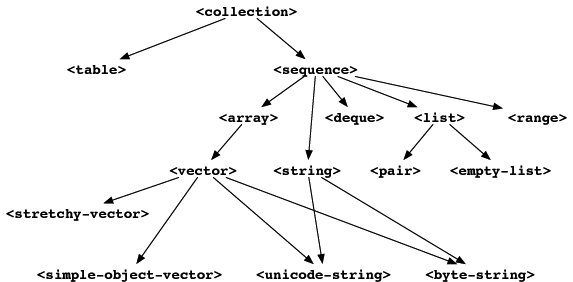 <collection>
<table> <sequence>
<array> <deque> <list> <range>
<vector> <string> <pair> <empty-list>
<stretchy-vector>
<simple-object-vector> <unicode-string> <byte-string>